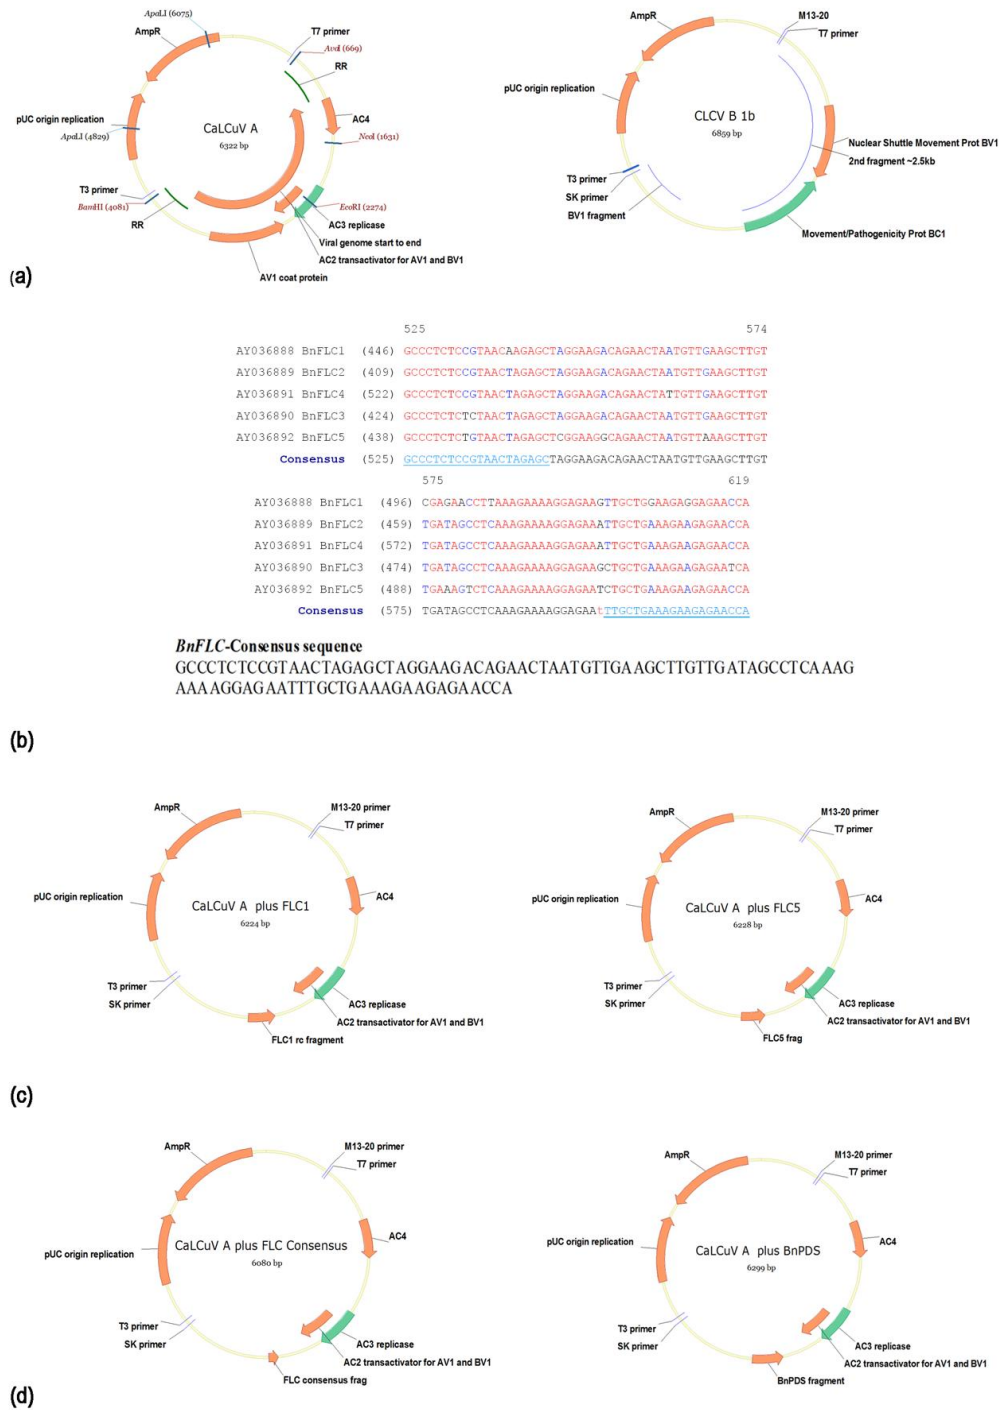 ApaLI (6075)
AmpR
T7 primer
AvaI (669)
RR
pUC origin replication
ApaLI (4829)
CaLCuV A
6322 bp
AC4
NcoI (1631)
T3 primer
BamHI (4081)
RR
EcoRI (2274)
AC3 replicase
Viral genome start to end
AC2 transactivator for AV1 and BV1
AV1 coat protein
M13-20
T7 primer
AmpR
pUC origin replication
CLCV B 1b
6859 bp
Nuclear Shuttle Movement Prot BV1
2nd fragment ~2.5kb
T3 primer
SK primer
BV1 fragment
Movement/Pathogenicity Prot BC1
(a)
525 574
AY036888 BnFLC1 (446) GCCCTCTCCGTAACAAGAGCTAGGAAGACAGAACTAATGTTGAAGCTTGT
AY036889 BnFLC2 (409) GCCCTCTCCGTAACTAGAGCTAGGAAGACAGAACTAATGTTGAAGCTTGT
AY036891 BnFLC4 (522) GCCCTCTCCGTAACTAGAGCTAGGAAGACAGAACTATTGTTGAAGCTTGT
AY036890 BnFLC3 (424) GCCCTCTCTCTAACTAGAGCTAGGAAGACAGAACTAATGTTGAAGCTTGT
AY036892 BnFLC5 (438) GCCCTCTCTGTAACTAGAGCTCGGAAGGCAGAACTAATGTTAAAGCTTGT
Consensus (525) GCCCTCTCCGTAACTAGAGCTAGGAAGACAGAACTAATGTTGAAGCTTGT
575 619
AY036888 BnFLC1 (496) CGAGAACCTTAAAGAAAAGGAGAAGTTGCTGGAAGAGGAGAACCA
AY036889 BnFLC2 (459) TGATAGCCTCAAAGAAAAGGAGAAATTGCTGAAAGAAGAGAACCA
AY036891 BnFLC4 (572) TGATAGCCTCAAAGAAAAGGAGAAATTGCTGAAAGAAGAGAACCA
AY036890 BnFLC3 (474) TGATAGCCTCAAAGAAAAGGAGAAGCTGCTGAAAGAAGAGAATCA
AY036892 BnFLC5 (488) TGAAAGTCTCAAAGAAAAGGAGAATCTGCTGAAAGAAGAGAACCA
Consensus (575) TGATAGCCTCAAAGAAAAGGAGAAtTTGCTGAAAGAAGAGAACCA
BnFLC-Consensus sequence
GCCCTCTCCGTAACTAGAGCTAGGAAGACAGAACTAATGTTGAAGCTTGTTGATAGCCTCAAAG
AAAAGGAGAATTTGCTGAAAGAAGAGAACCA
(b)
AmpR
M13-20 primer
T7 primer
pUC origin replication
CaLCuV A plus FLC1
6224 bp
AC4
T3 primer
SK primer
AC3 replicase
AC2 transactivator for AV1 and BV1
FLC1 rc fragment
AmpR
M13-20 primer
T7 primer
pUC origin replication
CaLCuV A plus FLC5
6228 bp
AC4
T3 primer
SK primer
AC3 replicase
AC2 transactivator for AV1 and BV1
FLC5 frag
(c)
AmpR
M13-20 primer
T7 primer
pUC origin replication
CaLCuV A plus FLC Consensus
6080 bp
AC4
T3 primer
SK primer
AC3 replicase
AC2 transactivator for AV1 and BV1
FLC consensus frag
AmpR
M13-20 primer
T7 primer
pUC origin replication
CaLCuV A plus BnPDS
6299 bp
AC4
T3 primer
SK primer
AC3 replicase
AC2 transactivator for AV1 and BV1
BnPDS fragment
(d)